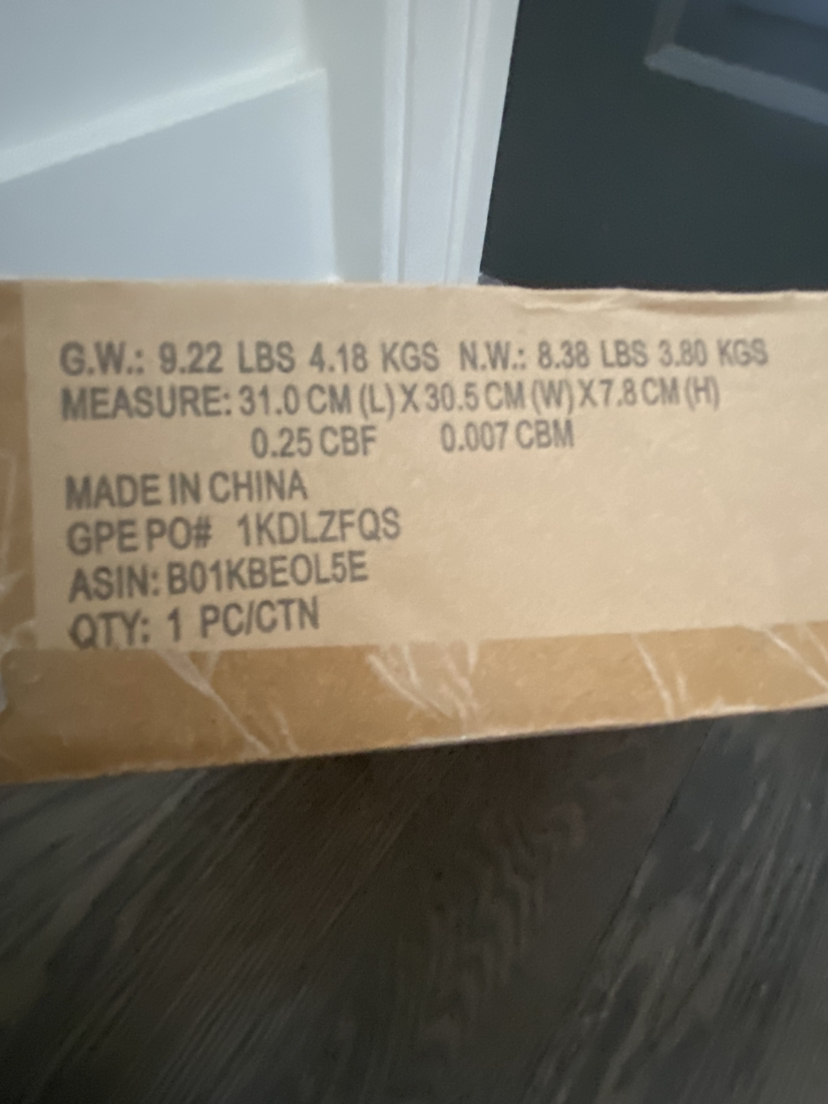 G.W.: 9.22 LBS 4.18 KGS N.W.: 8.38 LBS 3.80 KGS
MEASURE: 31.0 CM (L) X 30.5 CM (W) X 7.8 CM (H)
0.25 CBF 0.007 CBM
MADE IN CHINA
GPE PO# 1KDLZFQS
ASIN: B01KBEOL5E
QTY: 1 PC/CTN